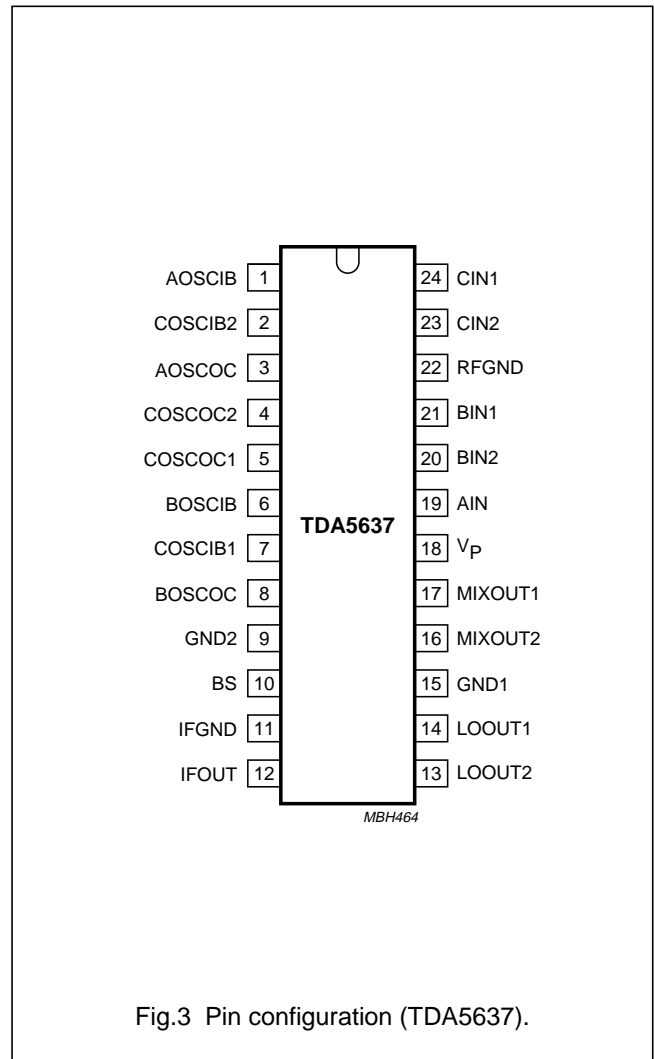 AOSCIB 1
COSCIB2 2
AOSCOC 3
COSCOC2 4
COSCOC1 5
BOSCIB 6
COSCIB1 7
BOSCOC 8
GND2 9
BS 10
IFGND 11
IFOUT 12
TDA5637
24 CIN1
23 CIN2
22 RFGND
21 BIN1
20 BIN2
19 AIN
18 VP
17 MIXOUT1
16 MIXOUT2
15 GND1
14 LOOUT1
13 LOOUT2
MBH464
Fig.3 Pin configuration (TDA5637).